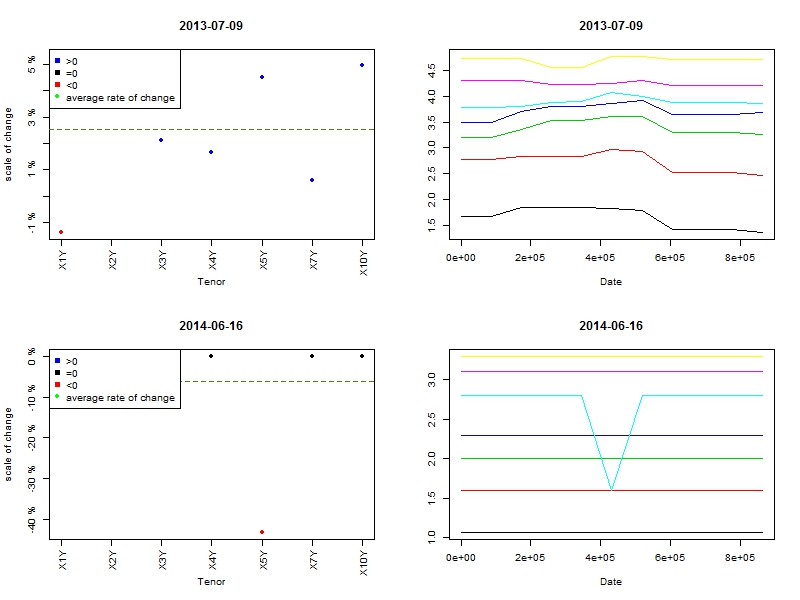 2013-07-09
scale of change
5 %
3 %
1 %
-1 %
>0
=0
<0
average rate of change
X1Y
X2Y
X3Y
X4Y
X5Y
X7Y
X10Y
Tenor
2013-07-09
4.5
4.0
3.5
3.0
2.5
2.0
1.5
0e+00 2e+05 4e+05 6e+05 8e+05
Date
2014-06-16
scale of change
0 %
-10 %
-20 %
-30 %
-40 %
>0
=0
<0
average rate of change
X1Y
X2Y
X3Y
X4Y
X5Y
X7Y
X10Y
Tenor
2014-06-16
3.0
2.5
2.0
1.5
1.0
0e+00 2e+05 4e+05 6e+05 8e+05
Date